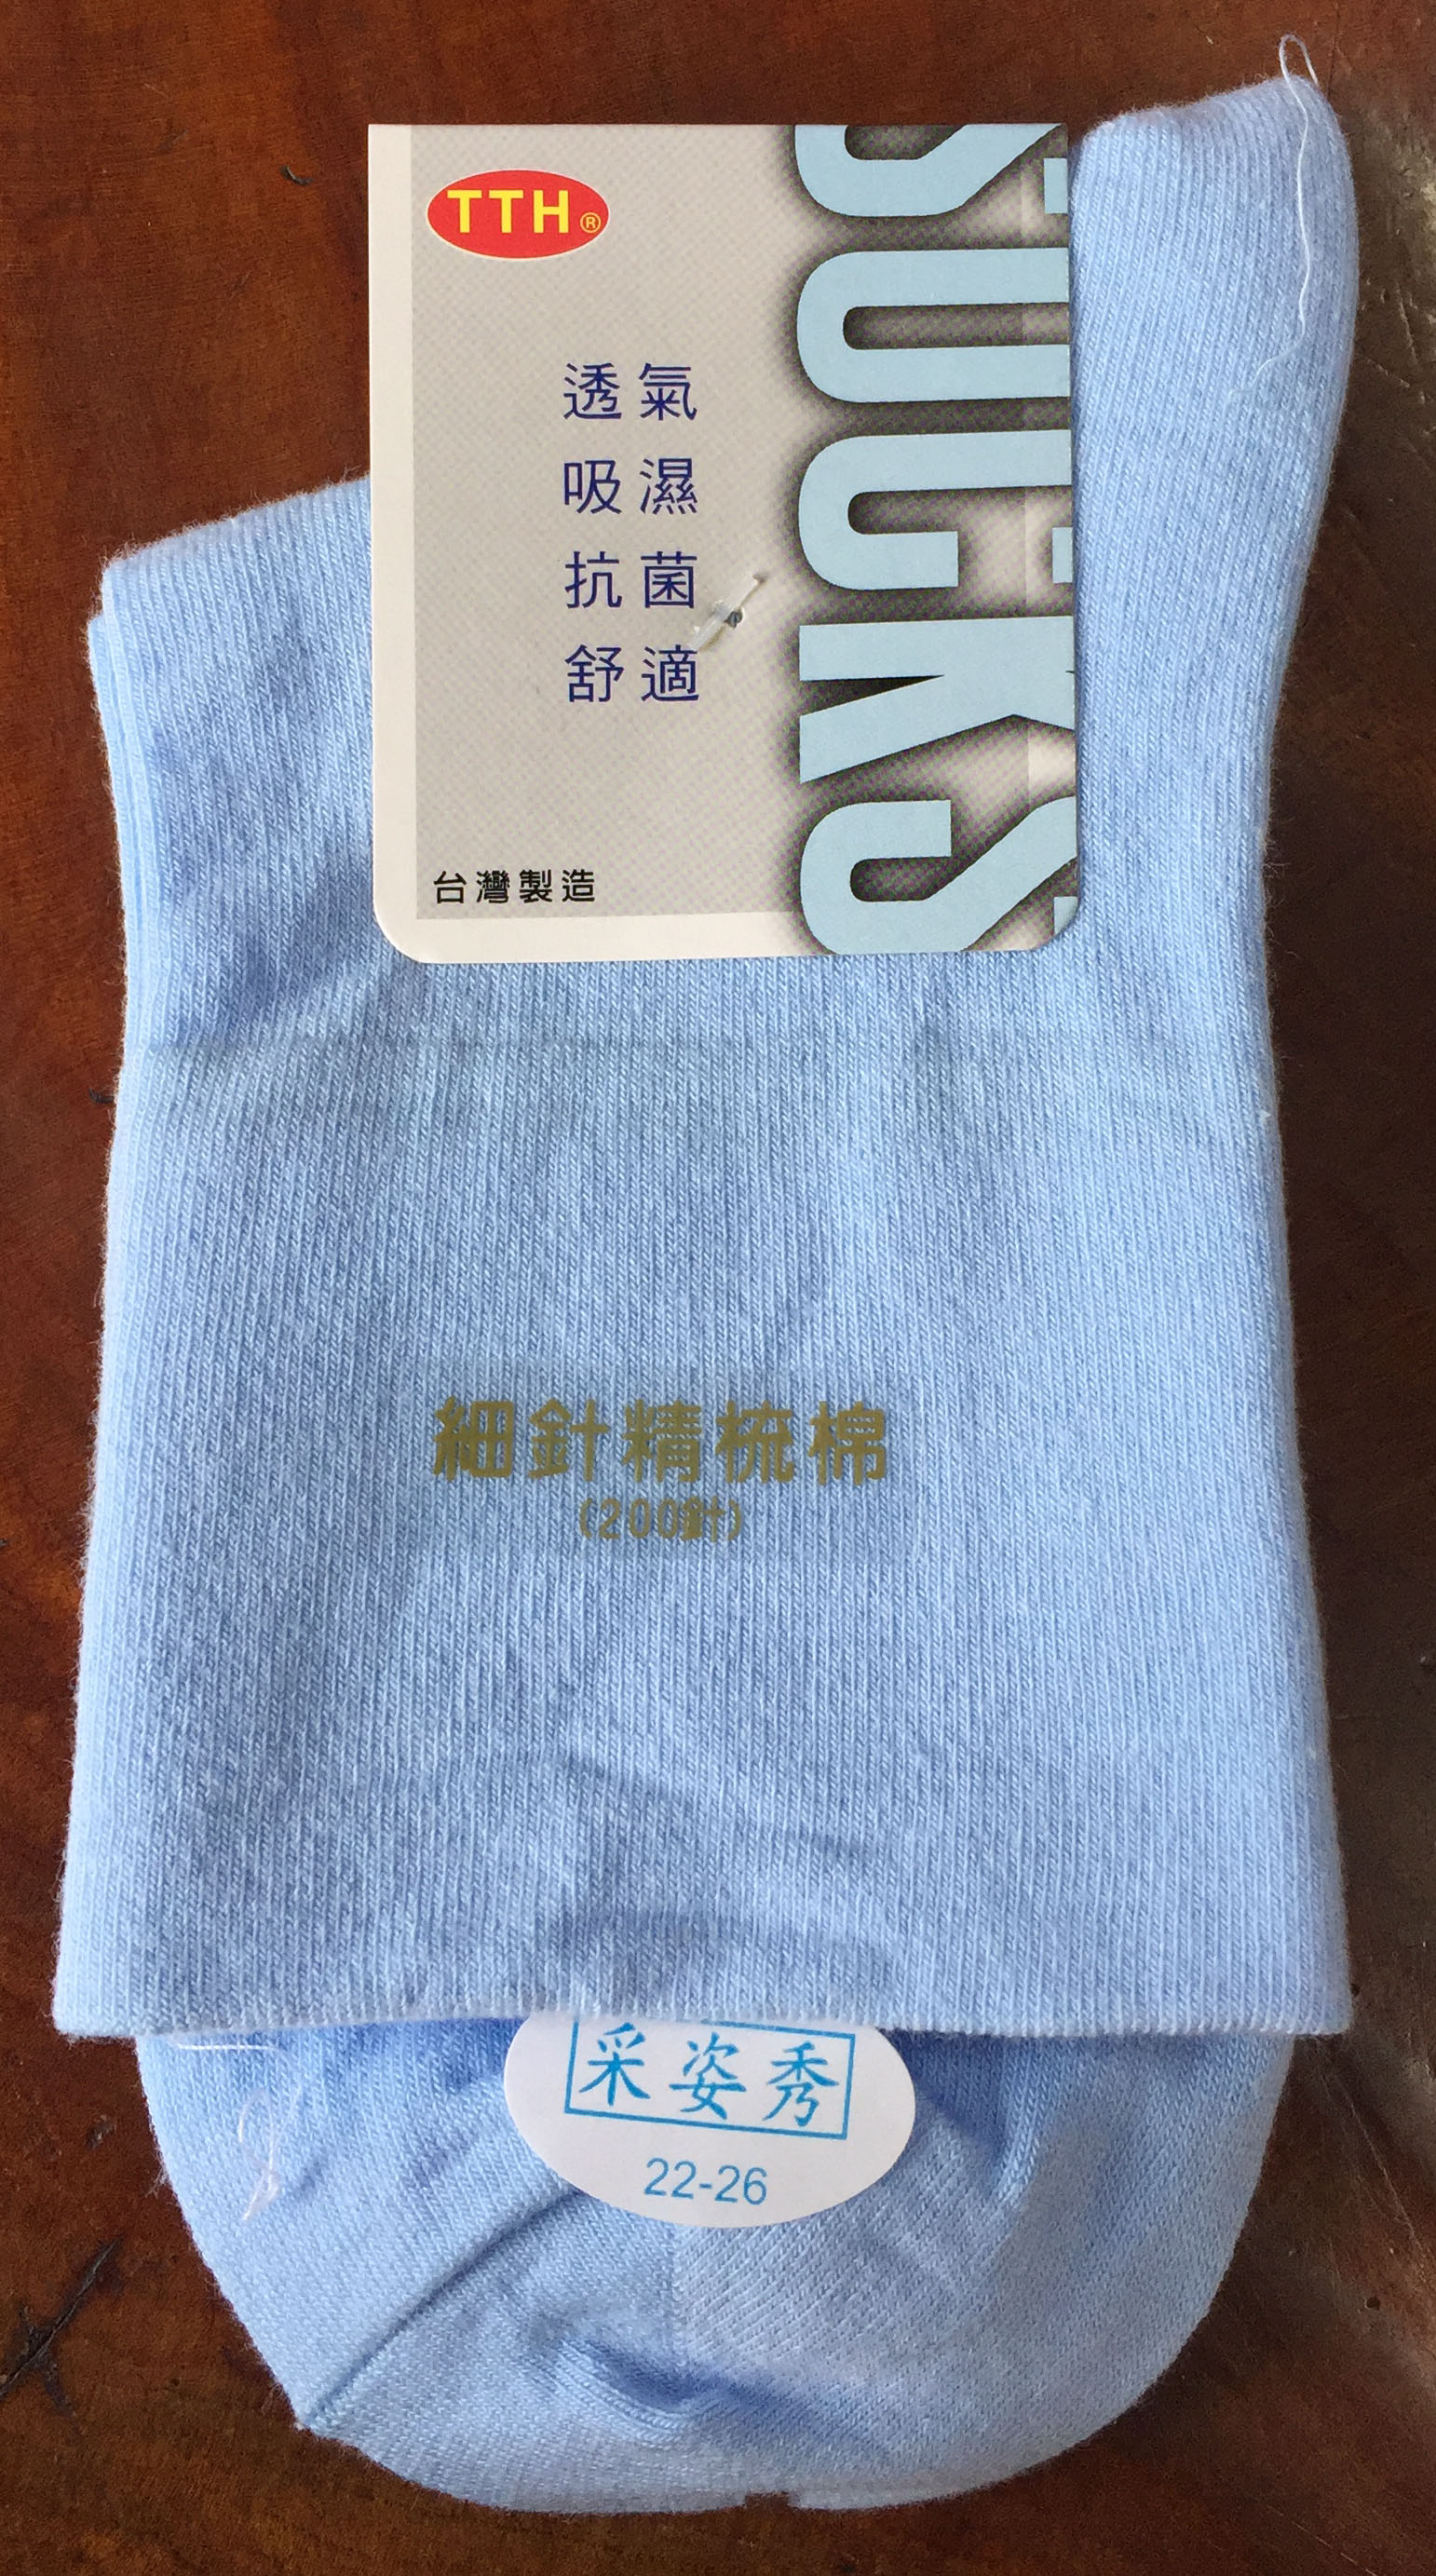 TTH®
SOCKS
透氣
吸濕
抗菌
舒適
台灣製造
細針精梳棉
(200針)
采姿秀
22-26